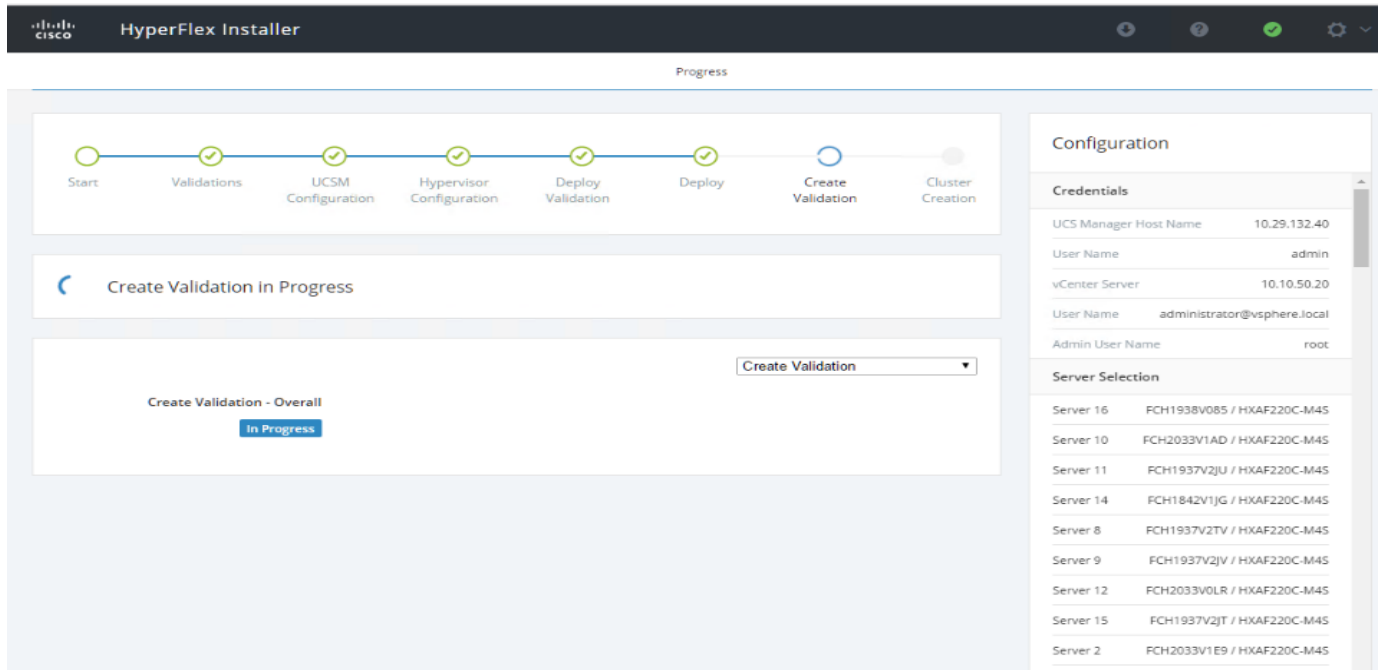 cisco HyperFlex Installer
Progress
Start
Validations
UCSM Configuration
Hypervisor Configuration
Deploy Validation
Deploy
Create Validation
Cluster Creation
Create Validation in Progress
Create Validation
Create Validation - Overall
In Progress
Configuration
Credentials
UCS Manager Host Name 10.29.132.40
User Name admin
vCenter Server 10.10.50.20
User Name administrator@vsphere.local
Admin User Name root
Server Selection
Server 16 FCH1938V085 / HXAF220C-M4S
Server 10 FCH2033V1AD / HXAF220C-M4S
Server 11 FCH1937V2JU / HXAF220C-M4S
Server 14 FCH1842V1JG / HXAF220C-M4S
Server 8 FCH1937V2TV / HXAF220C-M4S
Server 9 FCH1937V2JV / HXAF220C-M4S
Server 12 FCH2033V0LR / HXAF220C-M4S
Server 15 FCH1937V2JT / HXAF220C-M4S
Server 2 FCH2033V1E9 / HXAF220C-M4S